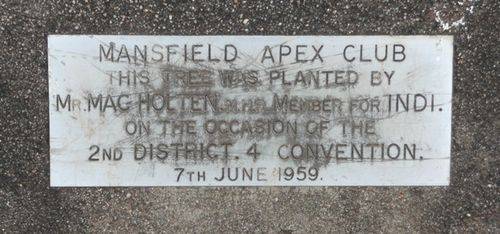 MANSFIELD APEX CLUB
THIS TREE WAS PLANTED BY
MR. MAC HOLTEN. M.H.R. MEMBER FOR INDI.
ON THE OCCASION OF THE
2ND DISTRICT. 4 CONVENTION.
7TH JUNE 1959.